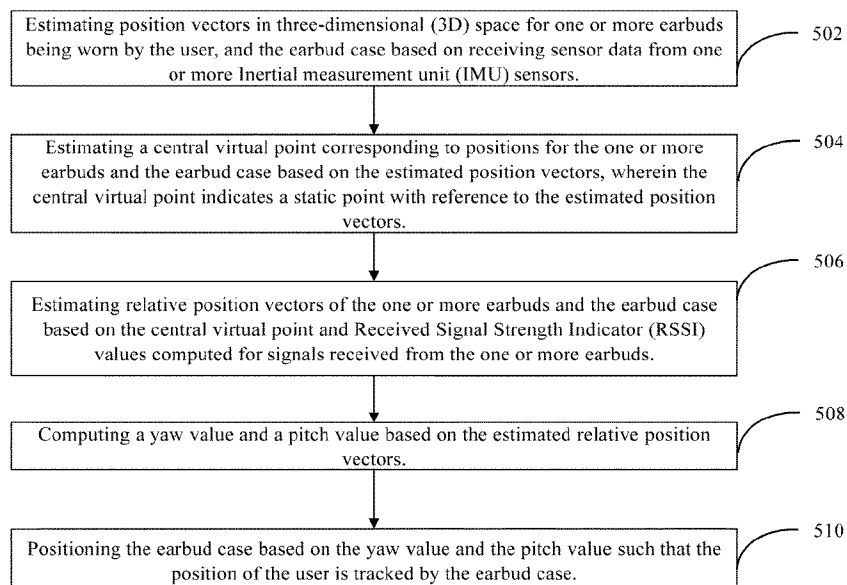 Estimating position vectors in three-dimensional (3D) space for one or more earbuds
being worn by the user, and the earbud case based on receiving sensor data from one
or more Inertial measurement unit (IMU) sensors.
502
Estimating a central virtual point corresponding to positions for the one or more
earbuds and the earbud case based on the estimated position vectors, wherein the
central virtual point indicates a static point with reference to the estimated position
vectors.
504
Estimating relative position vectors of the one or more earbuds and the earbud case
based on the central virtual point and Received Signal Strength Indicator (RSSI)
values computed for signals received from the one or more earbuds.
506
Computing a yaw value and a pitch value based on the estimated relative position
vectors.
508
Positioning the earbud case based on the yaw value and the pitch value such that the
position of the user is tracked by the earbud case.
510